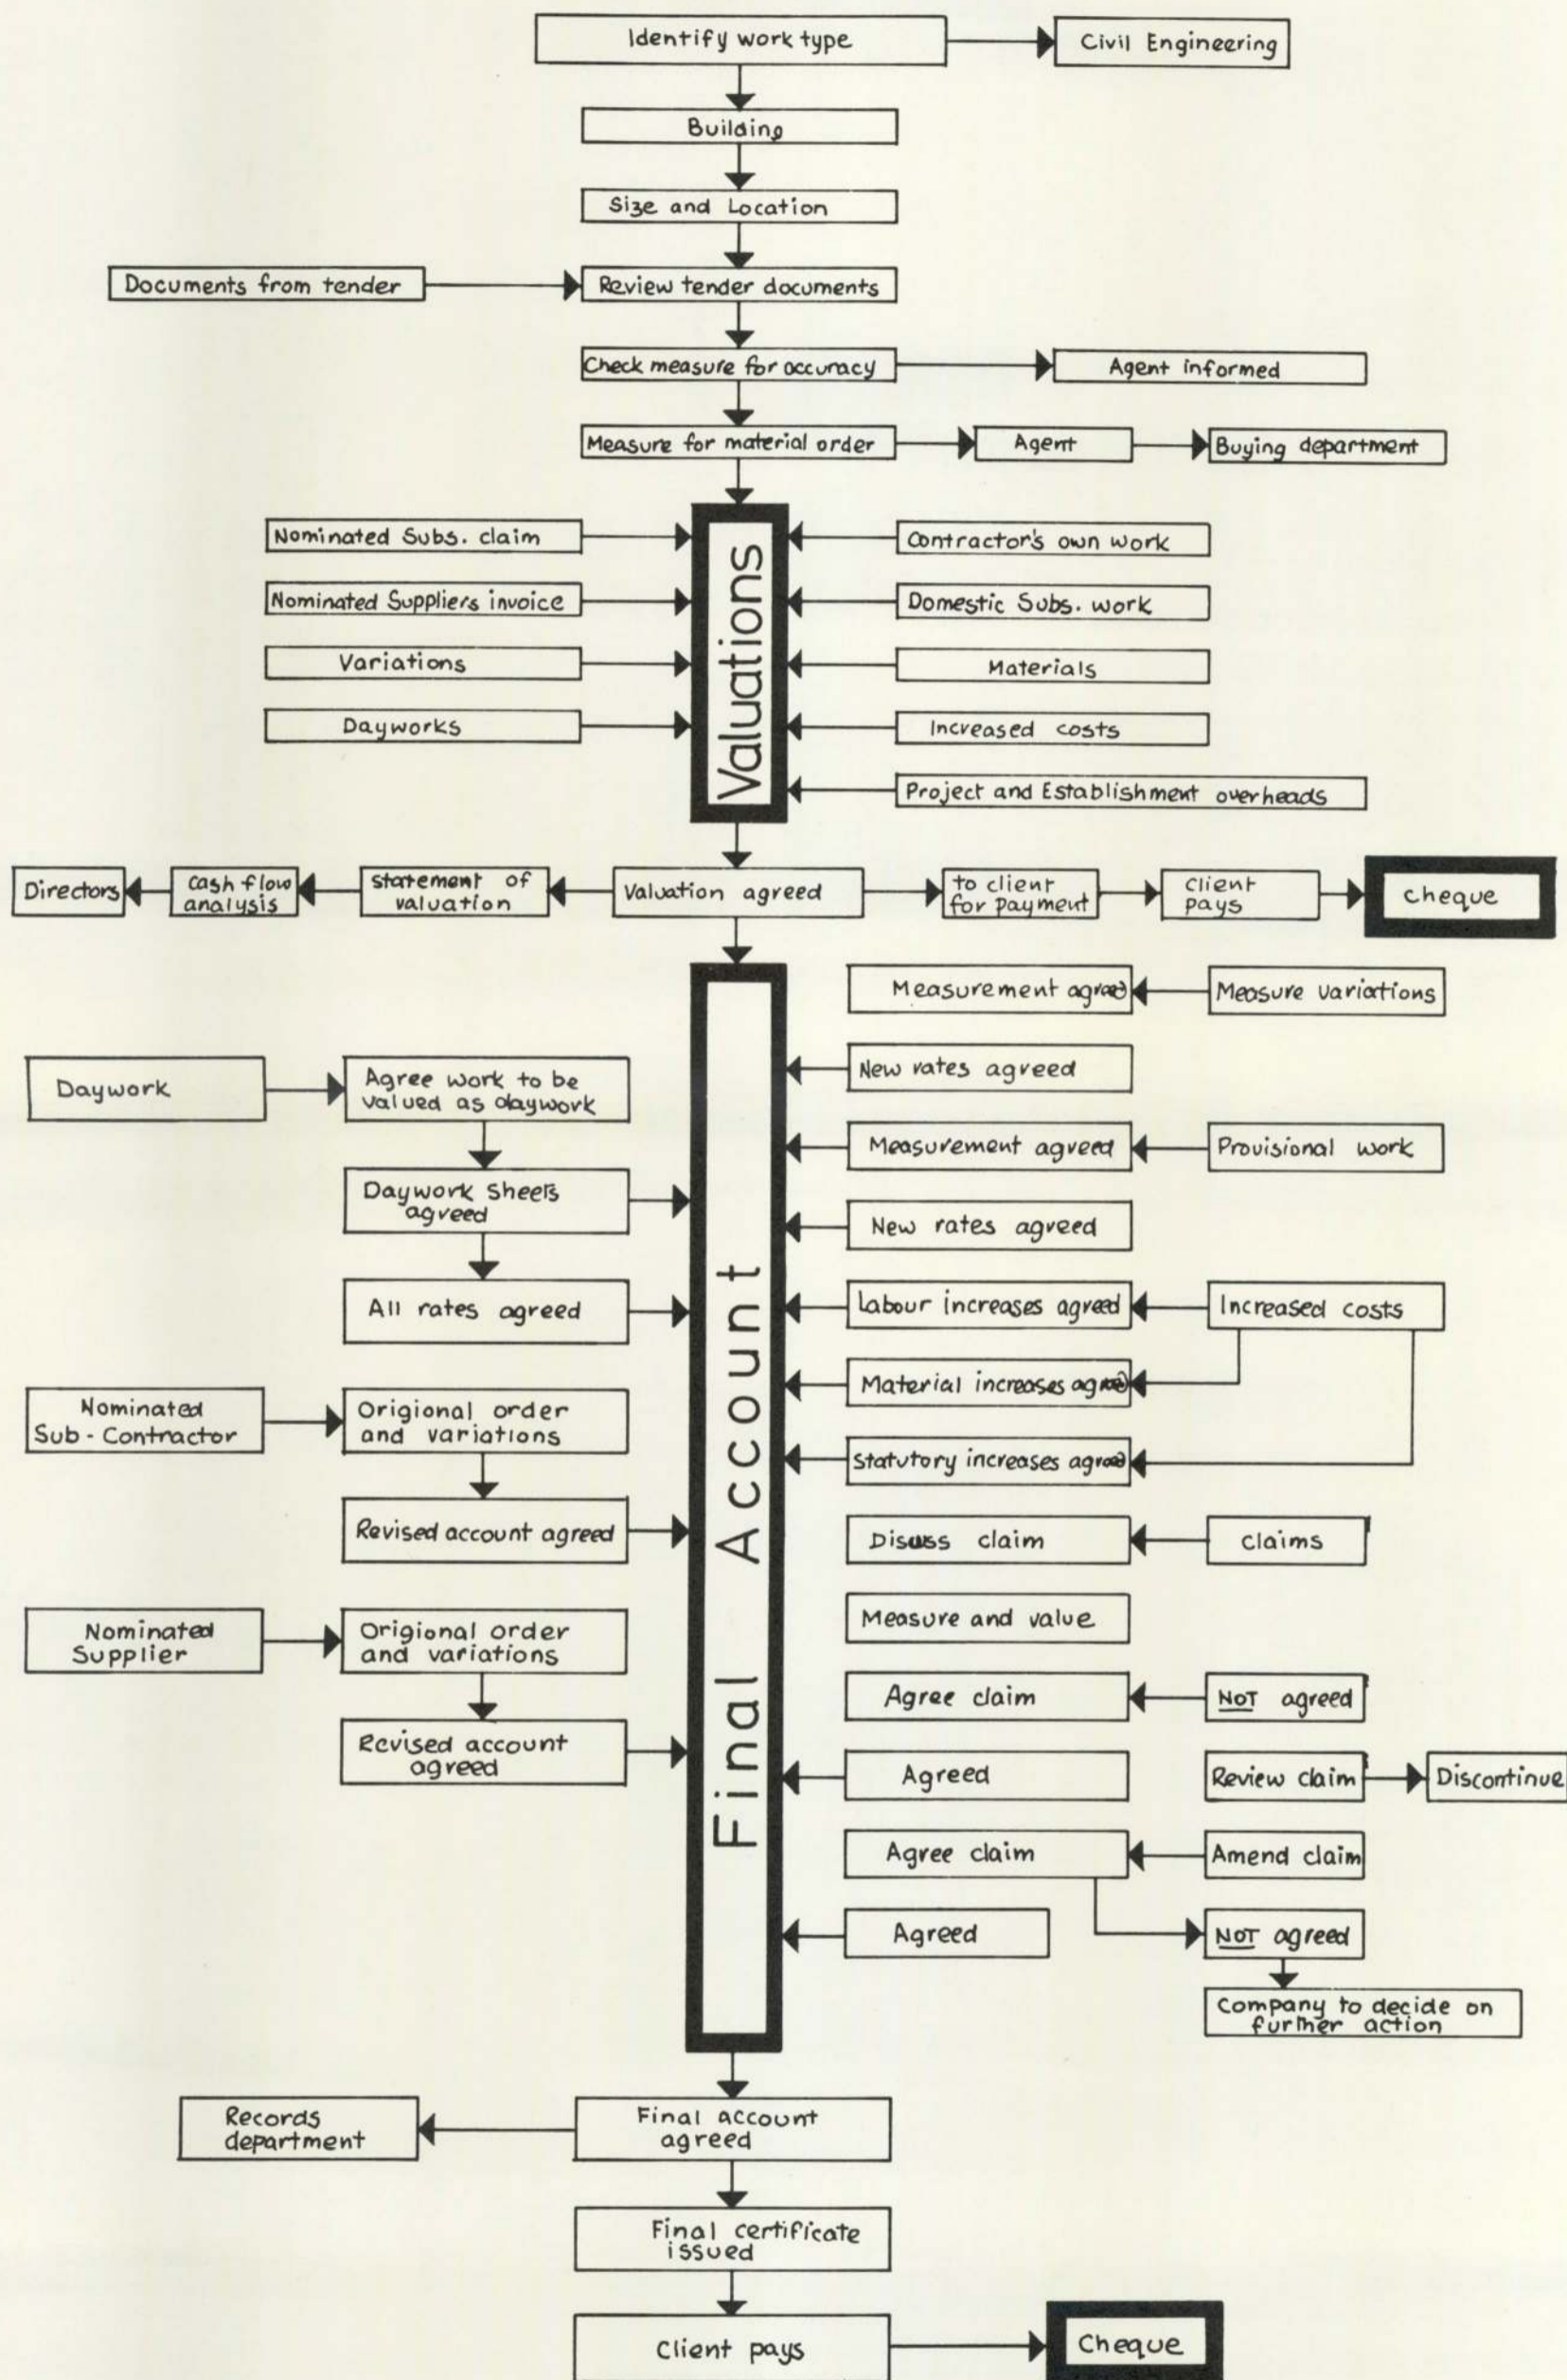 Identify work type
Civil Engineering
Building
Size and Location
Documents from tender
Review tender documents
Check measure for accuracy
Agent informed
Measure for material order
Agent
Buying department
Valuations
Nominated Subs. claim
Contractor's own work
Nominated Suppliers invoice
Domestic Subs. work
Variations
Materials
Dayworks
Increased costs
Project and Establishment overheads
Directors
cash flow
analysis
statement of
valuation
Valuation agreed
to client
for payment
client
pays
cheque
Final Account
Measurement agreed
Measure variations
Daywork
Agree work to be
valued as daywork
New rates agreed
Measurement agreed
Provisional work
Daywork Sheets
agreed
New rates agreed
All rates agreed
Labour increases agreed
Increased costs
Material increases agreed
Nominated
Sub-Contractor
Origional order
and variations
Statutory increases agreed
Revised account agreed
Discuss claim
claims
Measure and value
Nominated
Supplier
Origional order
and variations
Agree claim
NOT agreed
Revised account
agreed
Agreed
Review claim
Discontinue
Agree claim
Amend claim
Agreed
NOT agreed
Company to decide on
further action
Records
department
Final account
agreed
Final certificate
issued
Client pays
Cheque